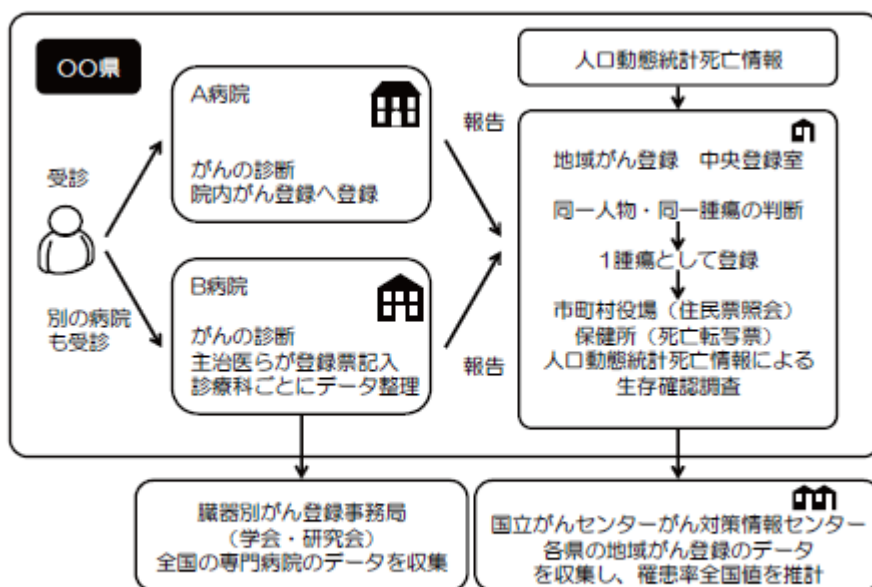 〇〇県
人口動態統計死亡情報
A病院
報告
がんの診断
院内がん登録へ登録
受診
地域がん登録 中央登録室
同一人物・同一腫瘍の判断
1腫瘍として登録
市町村役場（住民票照会）
保健所（死亡転写票）
人口動態統計死亡情報による
生存確認調査
別の病院
も受診
B病院
がんの診断
主治医らが登録票記入
診療科ごとにデータ整理
報告
臓器別がん登録事務局
（学会・研究会）
全国の専門病院のデータを収集
国立がんセンターがん対策情報センター
各県の地域がん登録のデータ
を収集し、罹患率全国値を推計